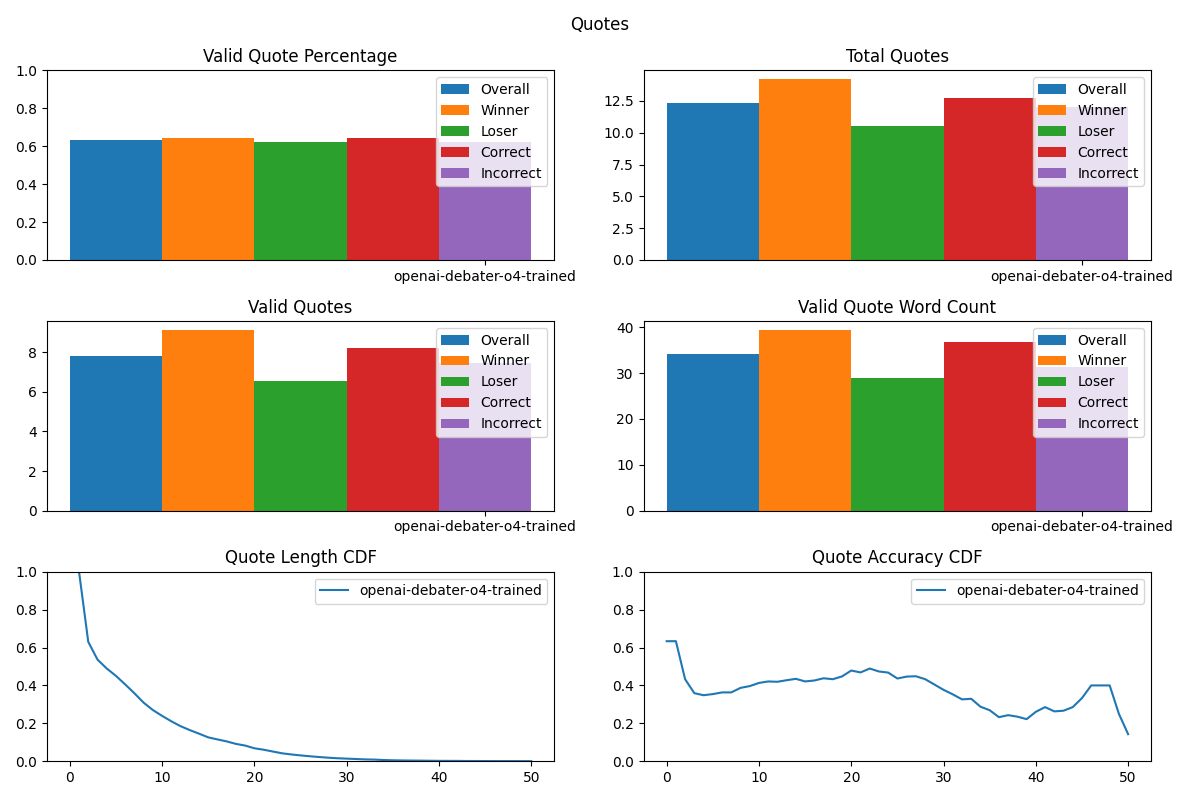 Quotes
Valid Quote Percentage
1.0
0.8
0.6
0.4
0.2
0.0
Overall
Winner
Loser
Correct
Incorrect
openai-debater-o4-trained
Total Quotes
12.5
10.0
7.5
5.0
2.5
0.0
Overall
Winner
Loser
Correct
Incorrect
openai-debater-o4-trained
Valid Quotes
8
6
4
2
0
Overall
Winner
Loser
Correct
Incorrect
openai-debater-o4-trained
Valid Quote Word Count
40
30
20
10
0
Overall
Winner
Loser
Correct
Incorrect
openai-debater-o4-trained
Quote Length CDF
1.0
0.8
0.6
0.4
0.2
0.0
openai-debater-o4-trained
0 10 20 30 40 50
Quote Accuracy CDF
1.0
0.8
0.6
0.4
0.2
0.0
openai-debater-o4-trained
0 10 20 30 40 50